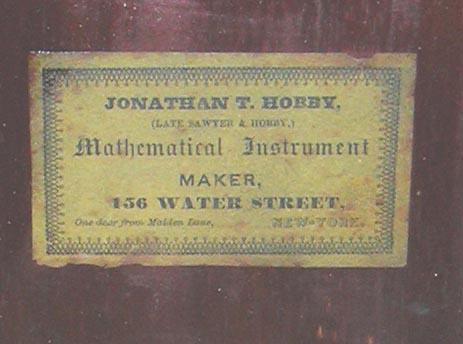 JONATHAN T. HOBBY,
(LATE SAWYER & HOBBY,)
Mathematical Instrument
MAKER,
156 WATER STREET,
One door from Maiden Lane, NEW-YORK.